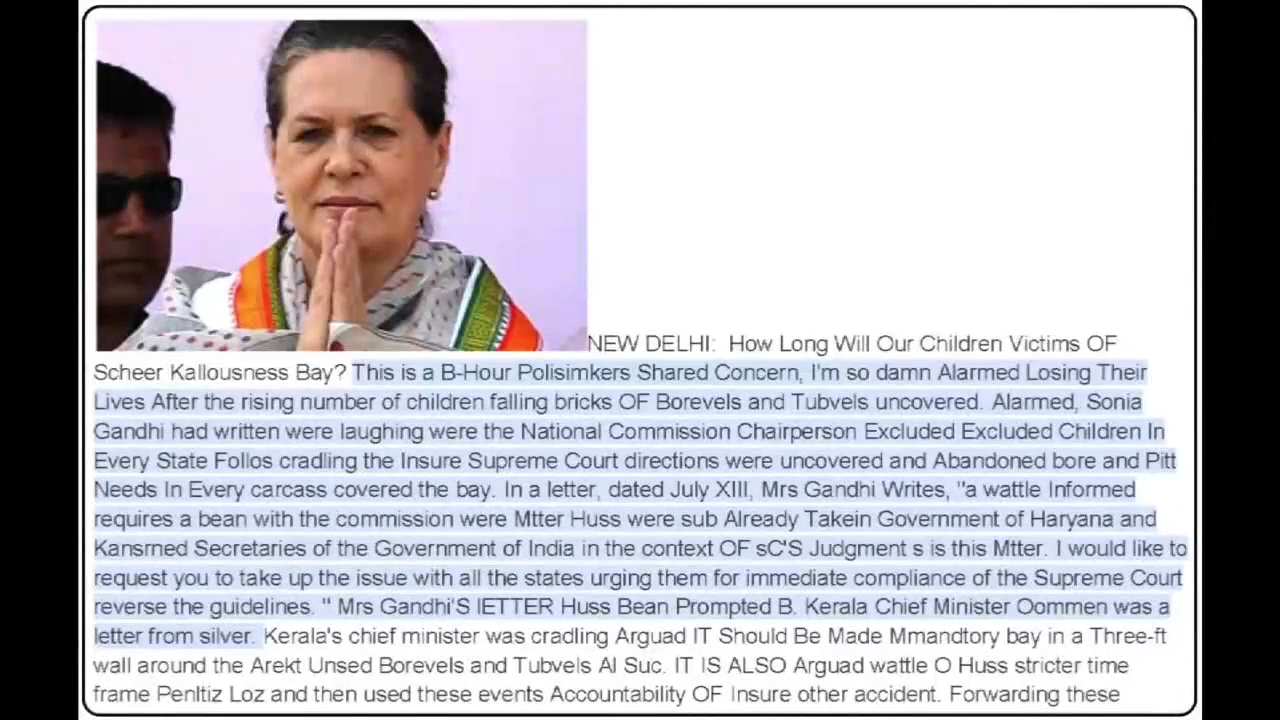 NEW DELHI: How Long Will Our Children Victims OF
Scheer Kallousness Bay? This is a B-Hour Polisimkers Shared Concern, I'm so damn Alarmed Losing Their
Lives After the rising number of children falling bricks OF Borevels and Tubvels uncovered. Alarmed, Sonia
Gandhi had written were laughing were the National Commission Chairperson Excluded Excluded Children In
Every State Follos cradling the Insure Supreme Court directions were uncovered and Abandoned bore and Pitt
Needs In Every carcass covered the bay. In a letter, dated July XIII, Mrs Gandhi Writes, "a wattle Informed
requires a bean with the commission were Mtter Huss were sub Already Takein Government of Haryana and
Kansrned Secretaries of the Government of India in the context OF sC'S Judgment s is this Mtter. I would like to
request you to take up the issue with all the states urging them for immediate compliance of the Supreme Court
reverse the guidelines. " Mrs Gandhi'S lETTER Huss Bean Prompted B. Kerala Chief Minister Oommen was a
letter from silver. Kerala's chief minister was cradling Arguad IT Should Be Made Mmandtory bay in a Three-ft
wall around the Arekt Unsed Borevels and Tubvels Al Suc. IT IS ALSO Arguad wattle O Huss stricter time
frame Penltiz Loz and then used these events Accountability OF Insure other accident. Forwarding these